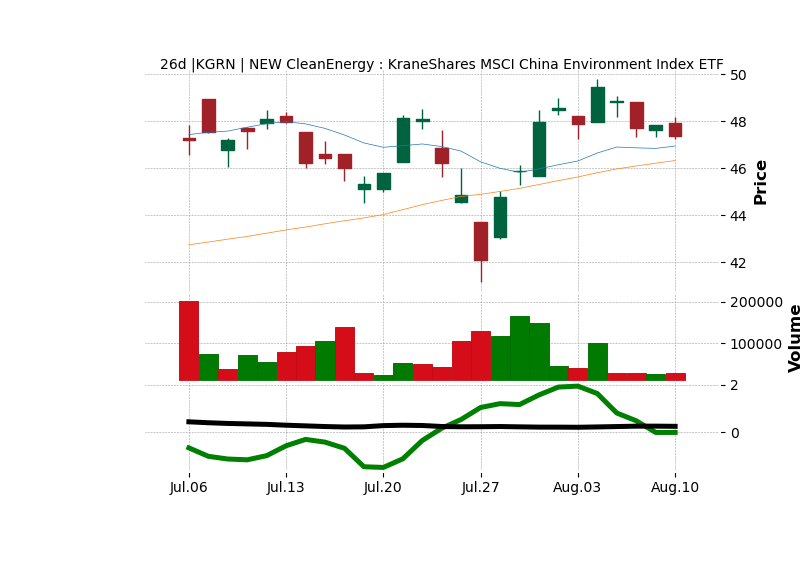 26d |KGRN | NEW CleanEnergy : KraneShares MSCI China Environment Index ETF
50
48
46
44
42
Price
200000
100000
Volume
2
0
Jul.06 Jul.13 Jul.20 Jul.27 Aug.03 Aug.10